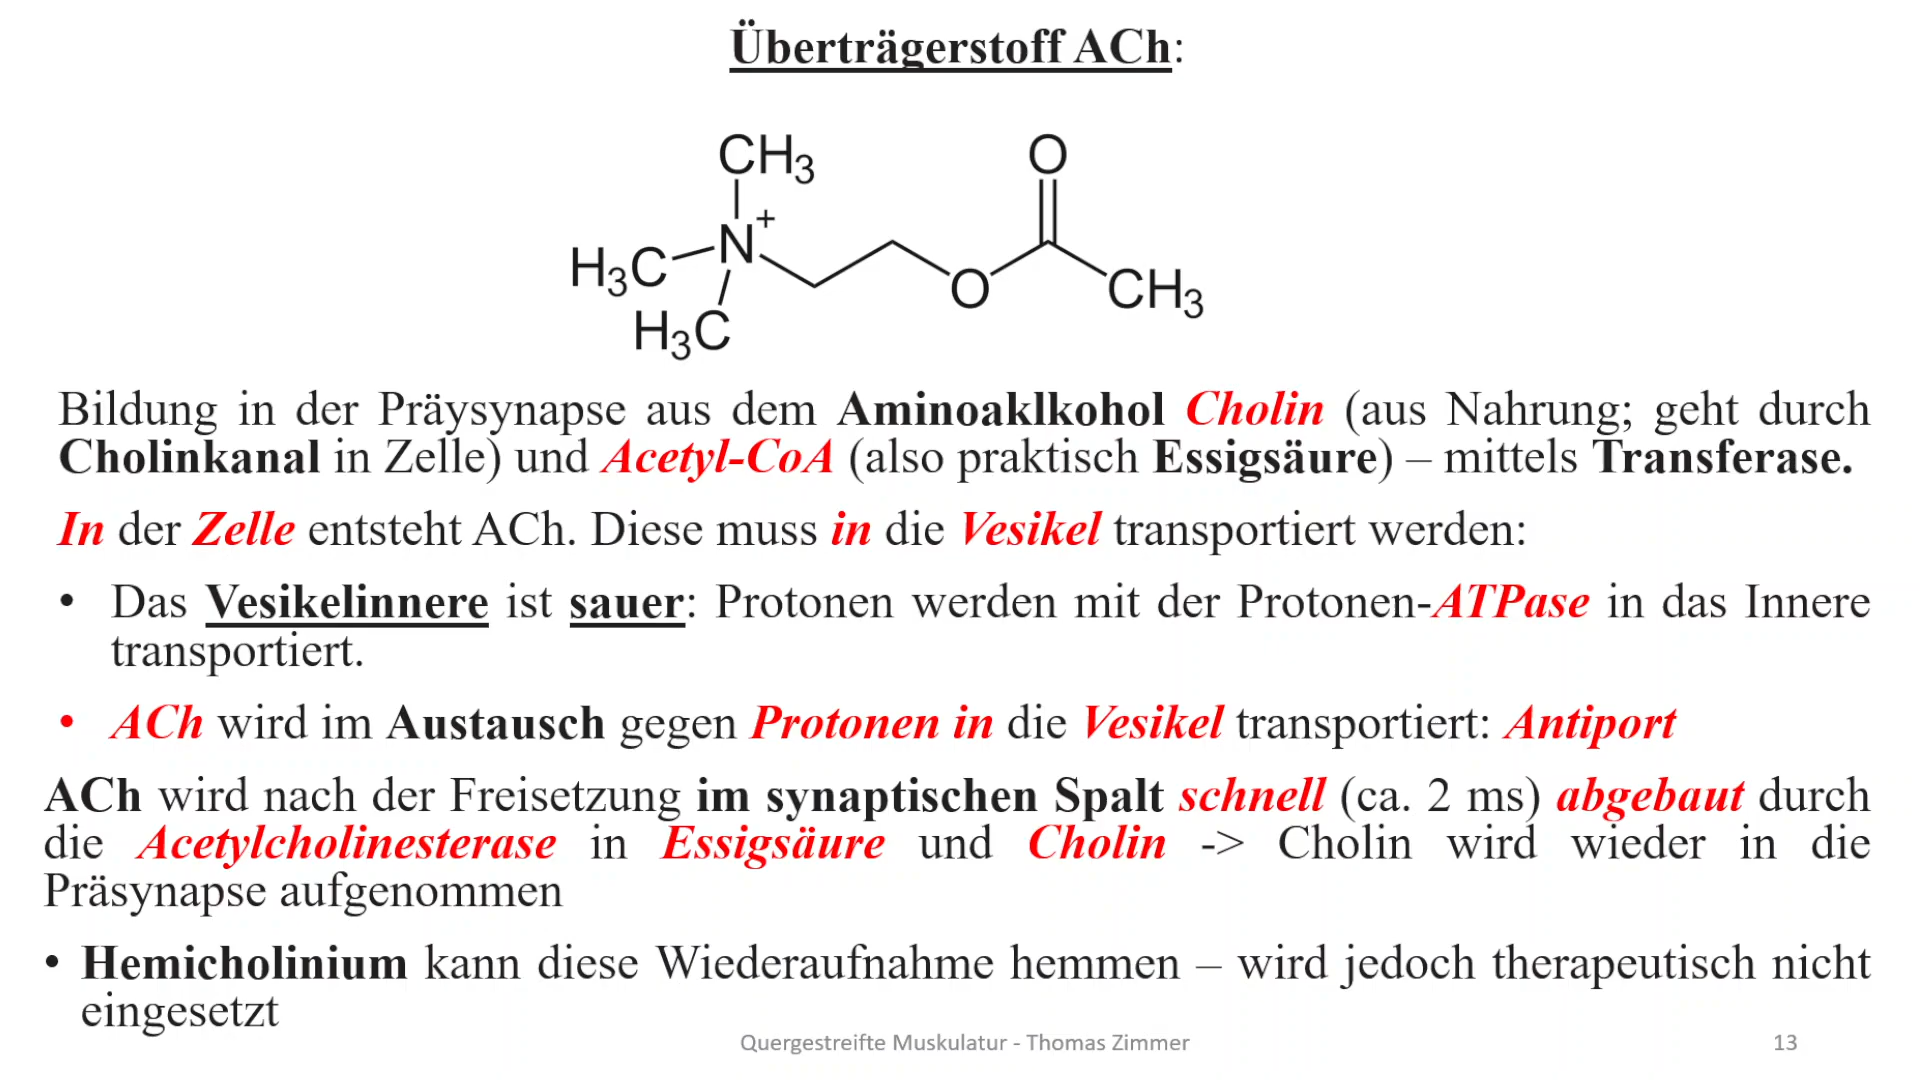 Überträgerstoff ACh:
CH3 O
N+
H3C
O CH3
H3C
Bildung in der Präysynapse aus dem Aminoaklkohol Cholin (aus Nahrung; geht durch
Cholinkanal in Zelle) und Acetyl-CoA (also praktisch Essigsäure) – mittels Transferase.
In der Zelle entsteht ACh. Diese muss in die Vesikel transportiert werden:
• Das Vesikelinnere ist sauer: Protonen werden mit der Protonen-ATPase in das Innere
transportiert.
• ACh wird im Austausch gegen Protonen in die Vesikel transportiert: Antiport
ACh wird nach der Freisetzung im synaptischen Spalt schnell (ca. 2 ms) abgebaut durch
die Acetylcholinesterase in Essigsäure und Cholin -> Cholin wird wieder in die
Präsynapse aufgenommen
• Hemicholinium kann diese Wiederaufnahme hemmen – wird jedoch therapeutisch nicht
eingesetzt
Quergestreifte Muskulatur - Thomas Zimmer 13